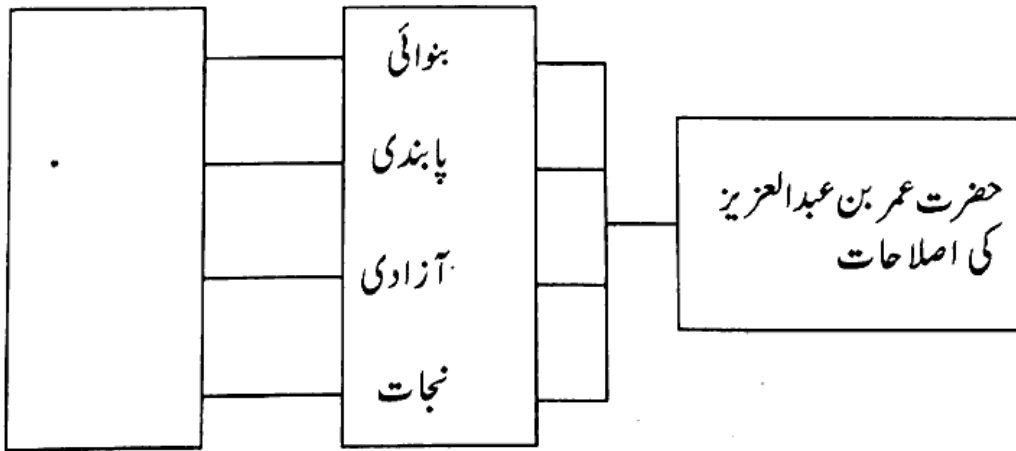 حضرت عمر بن عبدالعزیز
کی اصلاحات
بنوائی
پابندی
آزادی
نجات